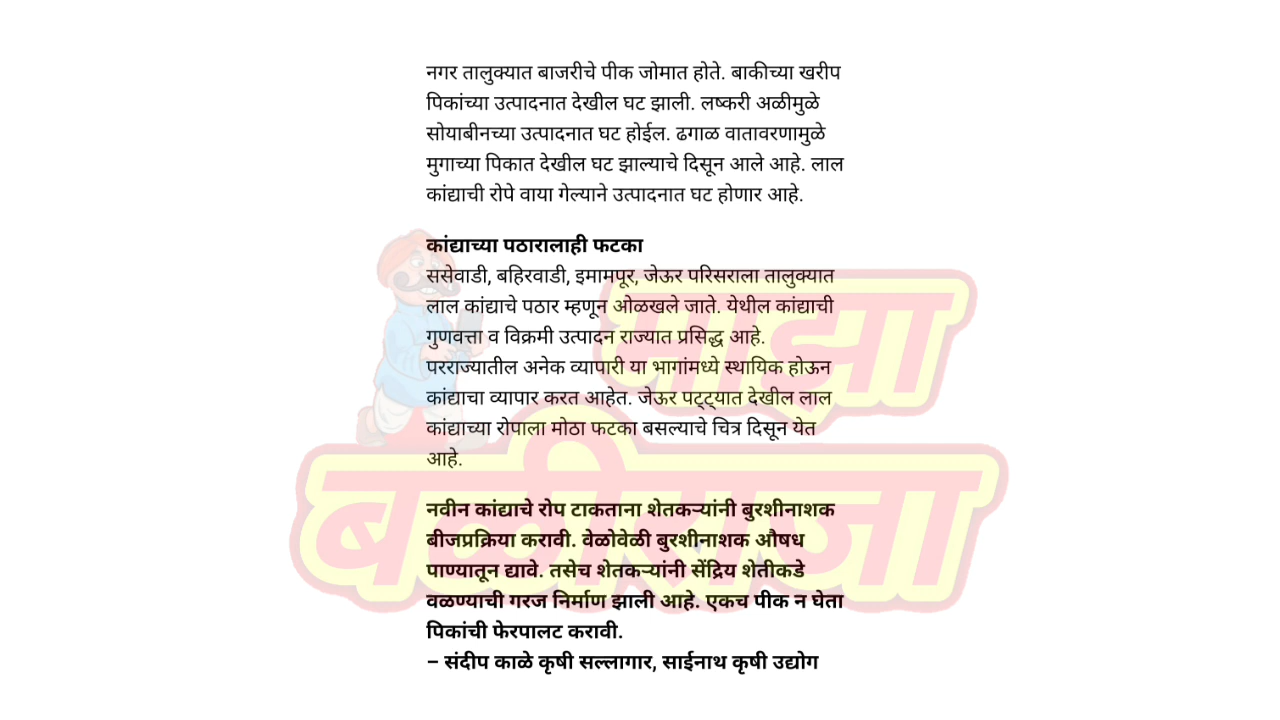 नगर तालुक्यात बाजरीचे पीक जोमात होते. बाकीच्या खरीप
पिकांच्या उत्पादनात देखील घट झाली. लष्करी अळीमुळे
सोयाबीनच्या उत्पादनात घट होईल. ढगाळ वातावरणामुळे
मुगाच्या पिकात देखील घट झाल्याचे दिसून आले आहे. लाल
कांद्याची रोपे वाया गेल्याने उत्पादनात घट होणार आहे.
कांद्याच्या पठारालाही फटका
ससेवाडी, बहिरवाडी, इमामपूर, जेऊर परिसराला तालुक्यात
लाल कांद्याचे पठार म्हणून ओळखले जाते. येथील कांद्याची
गुणवत्ता व विक्रमी उत्पादन राज्यात प्रसिद्ध आहे.
परराज्यातील अनेक व्यापारी या भागांमध्ये स्थायिक होऊन
कांद्याचा व्यापार करत आहेत. जेऊर पट्ट्यात देखील लाल
कांद्याच्या रोपाला मोठा फटका बसल्याचे चित्र दिसून येत
आहे.
नवीन कांद्याचे रोप टाकताना शेतकऱ्यांनी बुरशीनाशक
बीजप्रक्रिया करावी. वेळोवेळी बुरशीनाशक औषध
पाण्यातून द्यावे. तसेच शेतकऱ्यांनी सेंद्रिय शेतीकडे
वळण्याची गरज निर्माण झाली आहे. एकच पीक न घेता
पिकांची फेरपालट करावी.
– संदीप काळे कृषी सल्लागार, साईनाथ कृषी उद्योग
माझा
बळीराजा